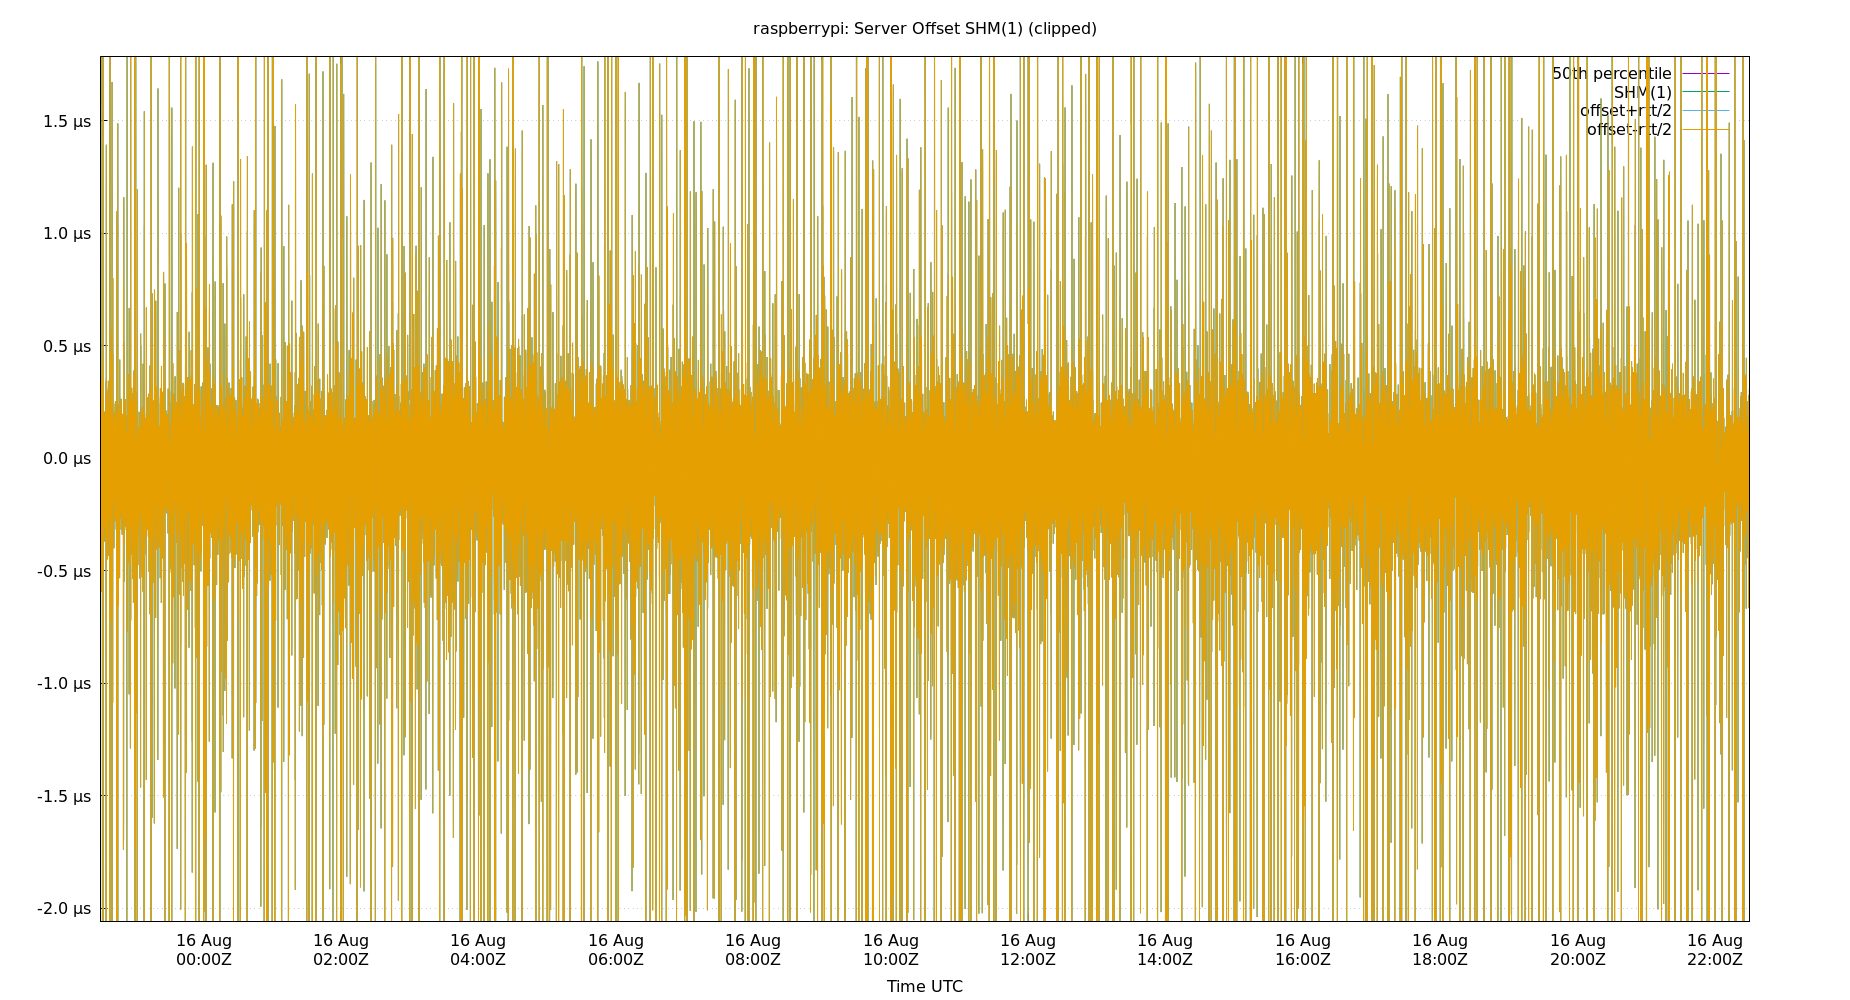 raspberrypi: Server Offset SHM(1) (clipped)
50th percentile
SHM(1)
offset+rtt/2
offset-rtt/2
1.5 µs
1.0 µs
0.5 µs
0.0 µs
-0.5 µs
-1.0 µs
-1.5 µs
-2.0 µs
16 Aug 16 Aug 16 Aug 16 Aug 16 Aug 16 Aug 16 Aug 16 Aug 16 Aug 16 Aug 16 Aug 16 Aug
00:00Z 02:00Z 04:00Z 06:00Z 08:00Z 10:00Z 12:00Z 14:00Z 16:00Z 18:00Z 20:00Z 22:00Z
Time UTC